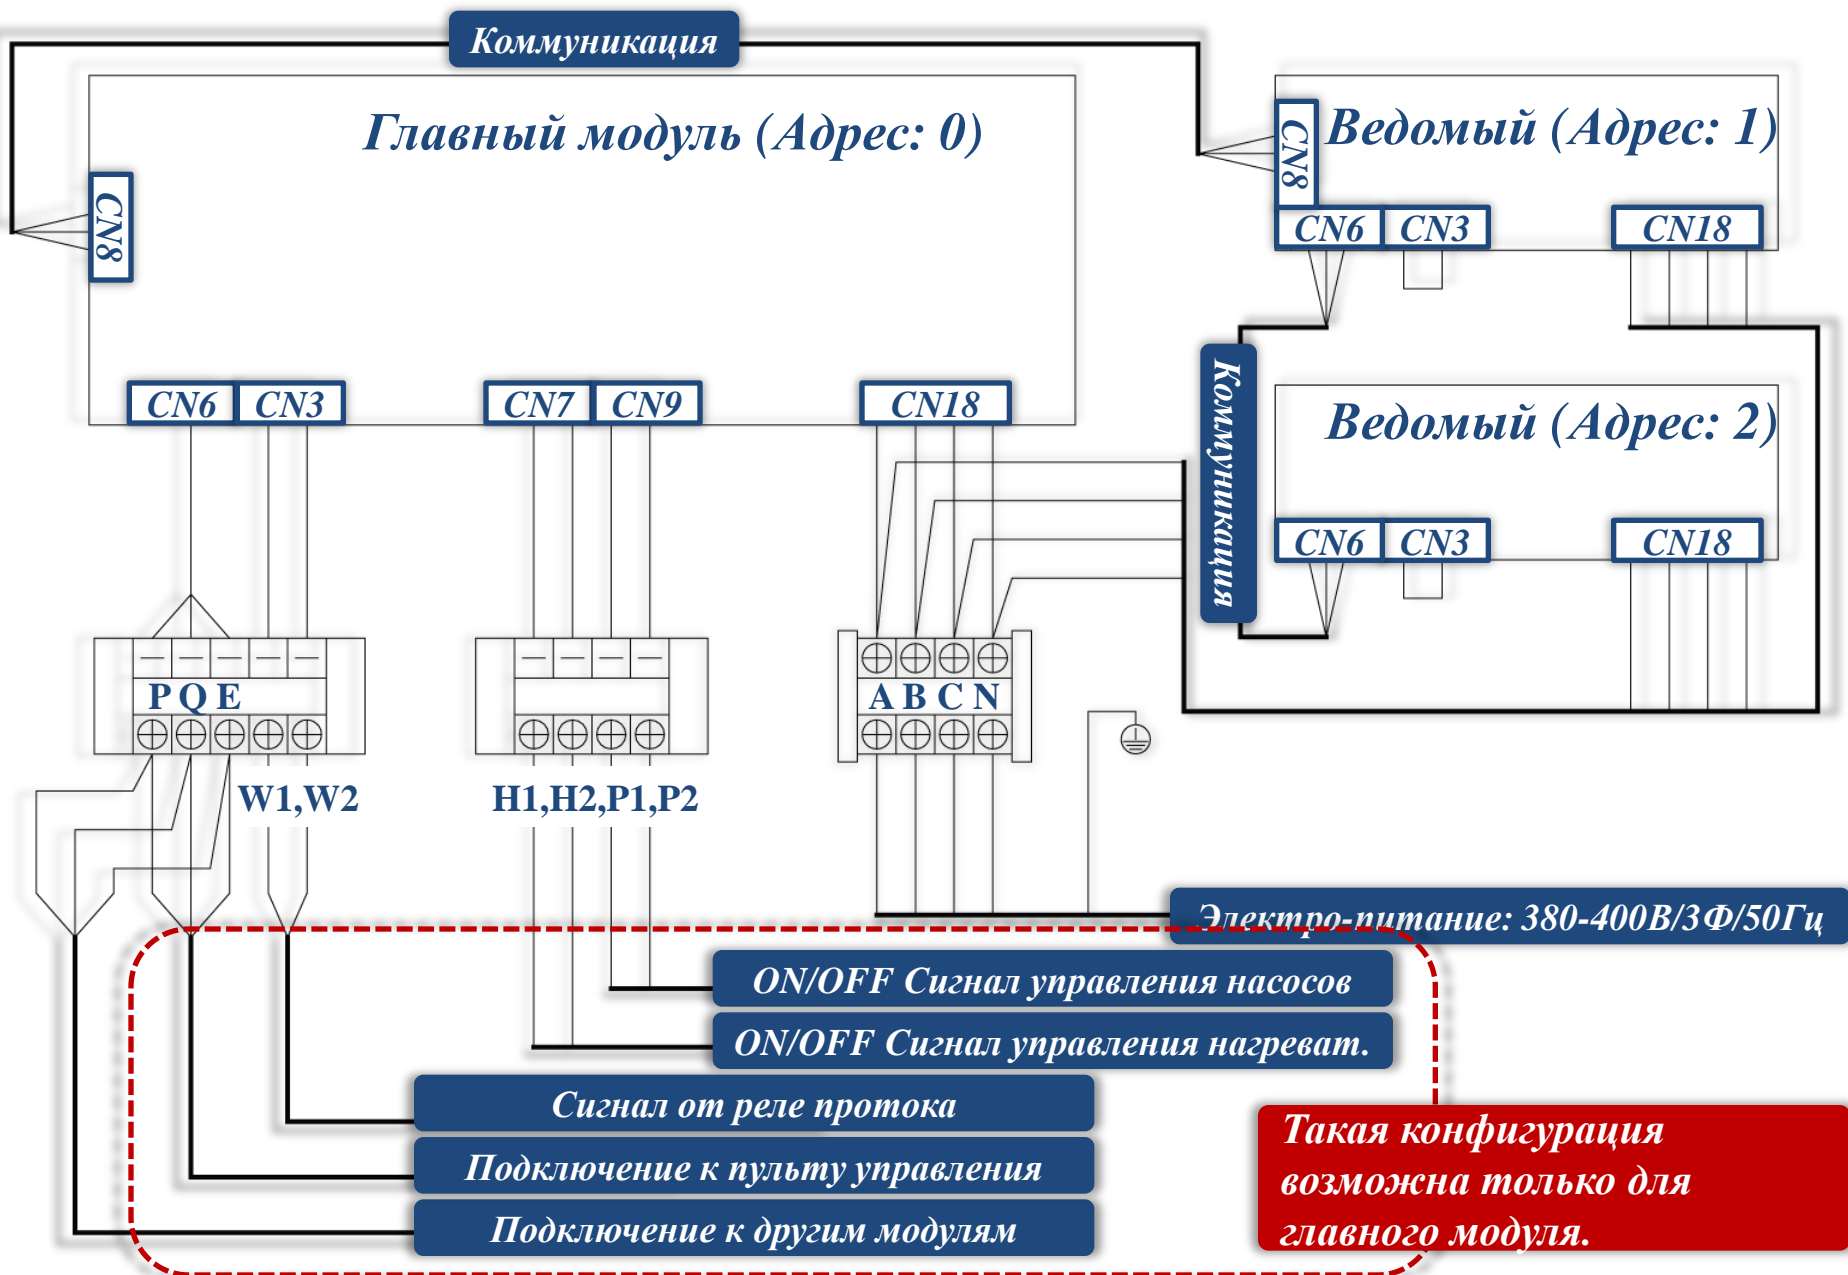 Коммуникация
Главный модуль (Адрес: 0)
CN8
CN6 CN3 CN7 CN9 CN18
CN8
Ведомый (Адрес: 1)
CN6 CN3 CN18
Коммуникация
Ведомый (Адрес: 2)
CN6 CN3 CN18
P Q E
A B C N
W1,W2
H1,H2,P1,P2
Электро-питание: 380-400В/3Ф/50Гц
ON/OFF Сигнал управления насосов
ON/OFF Сигнал управления нагреват.
Сигнал от реле протока
Подключение к пульту управления
Подключение к другим модулям
Такая конфигурация
возможна только для
главного модуля.